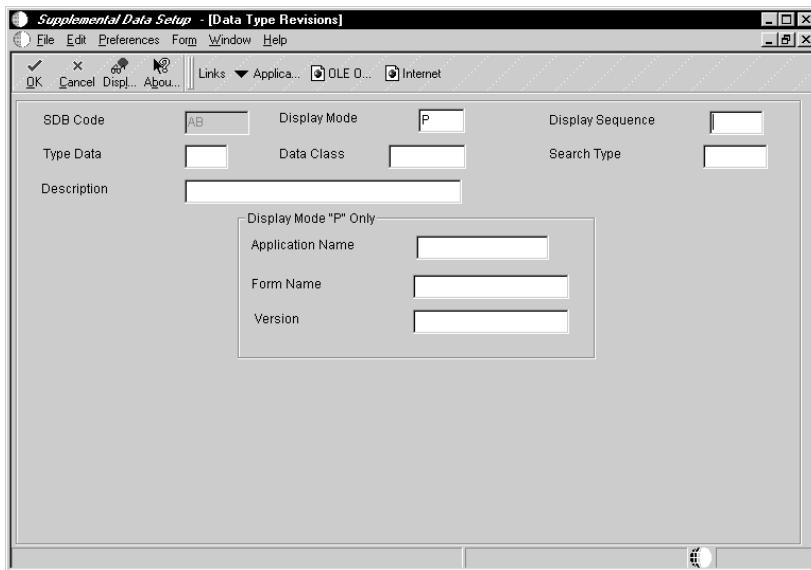 Supplemental Data Setup - [Data Type Revisions]
File Edit Preferences Form Window Help
OK Cancel Displ... Abou... Links Applica... OLE O... Internet
SDB Code AB Display Mode P Display Sequence
Type Data Data Class Search Type
Description
Display Mode "P" Only
Application Name
Form Name
Version